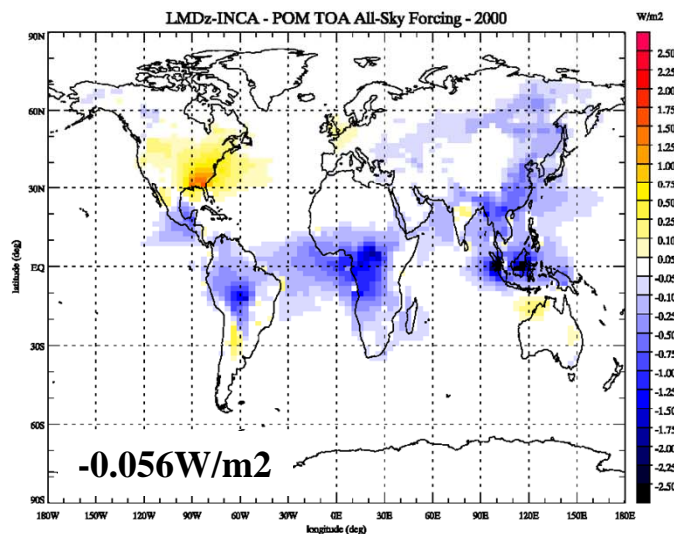 LMDz-INCA - POM TOA All-Sky Forcing - 2000
W/m2
90N
60N
30N
EQ
30S
60S
90S
latitude (deg)
-0.056W/m2
180W 150W 120W 90W 60W 30W 0E 30E 60E 90E 120E 150E 180E
longitude (deg)
2.50
2.25
2.00
1.75
1.50
1.25
1.00
0.75
0.50
0.25
0.10
0.05
-0.05
-0.10
-0.25
-0.50
-0.75
-1.00
-1.25
-1.50
-1.75
-2.00
-2.25
-2.50